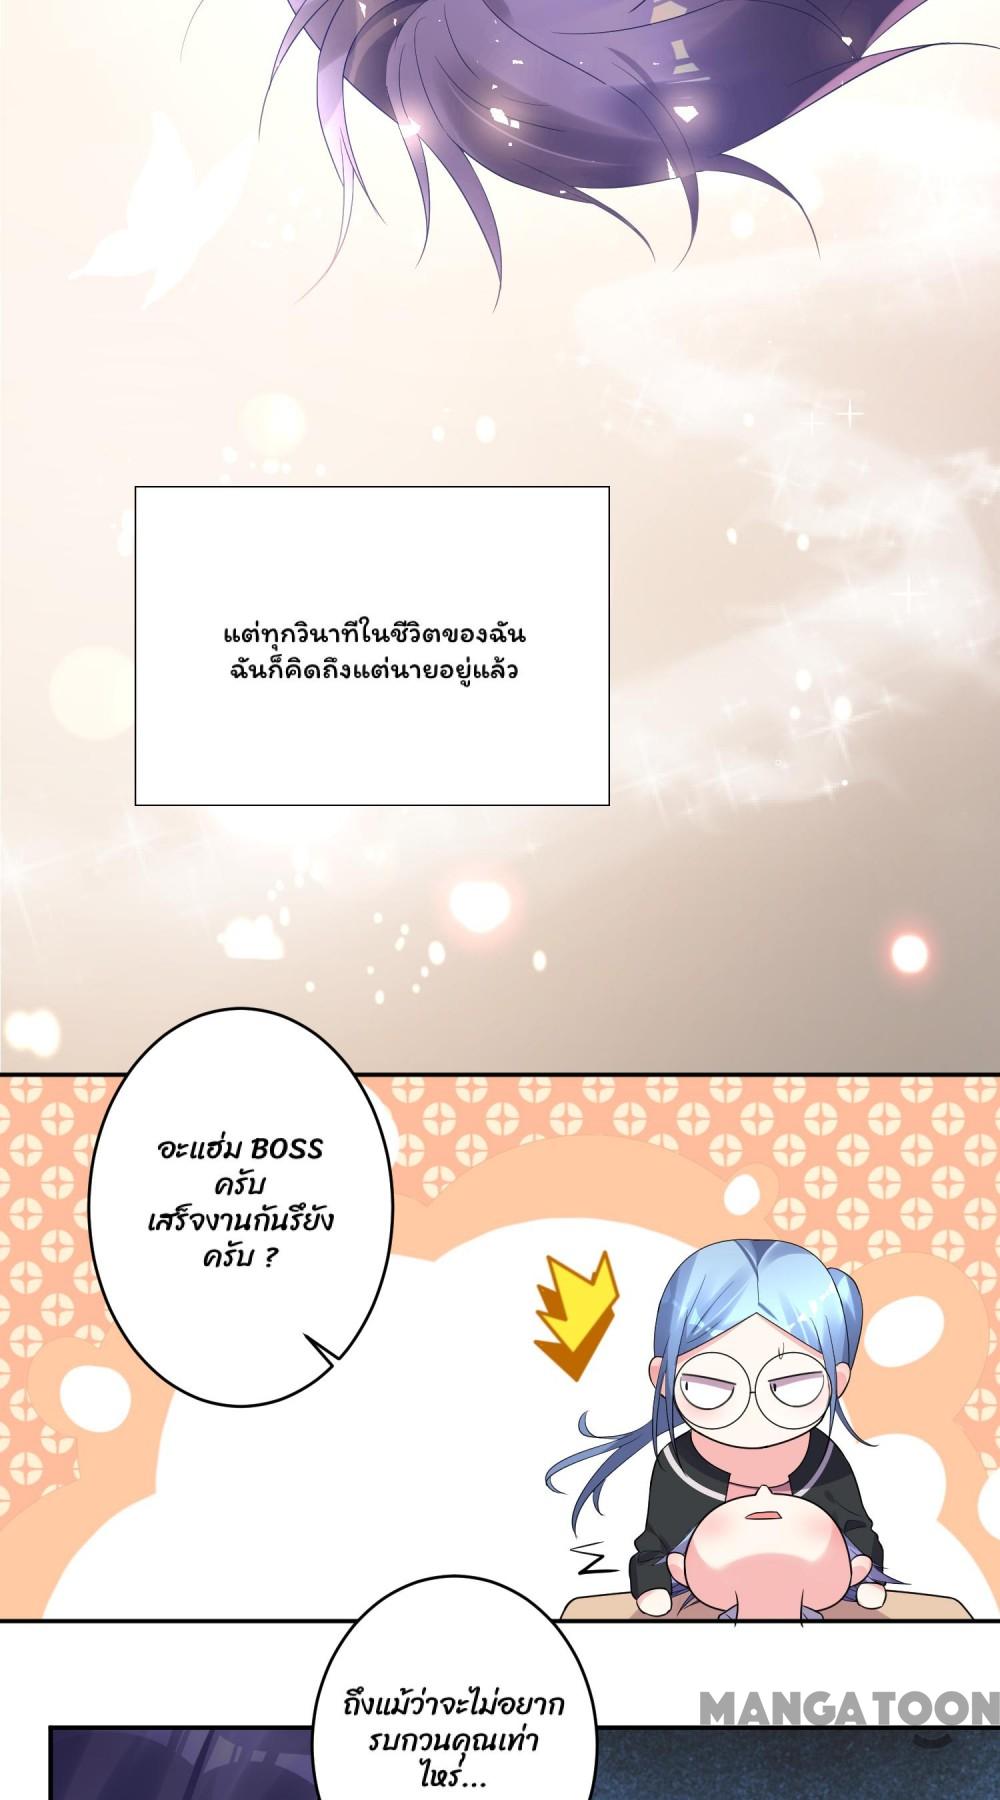 แต่ทุกวินาทีในชีวิตของฉัน
ฉันก็คิดถึงแต่นายอยู่แล้ว
อะแฮ่ม BOSS
ครับ
เสร็จงานกันรึยัง
ครับ ?
ถึงแม้ว่าจะไม่อยาก
รบกวนคุณเท่า
ไหร่...
MANGATOON